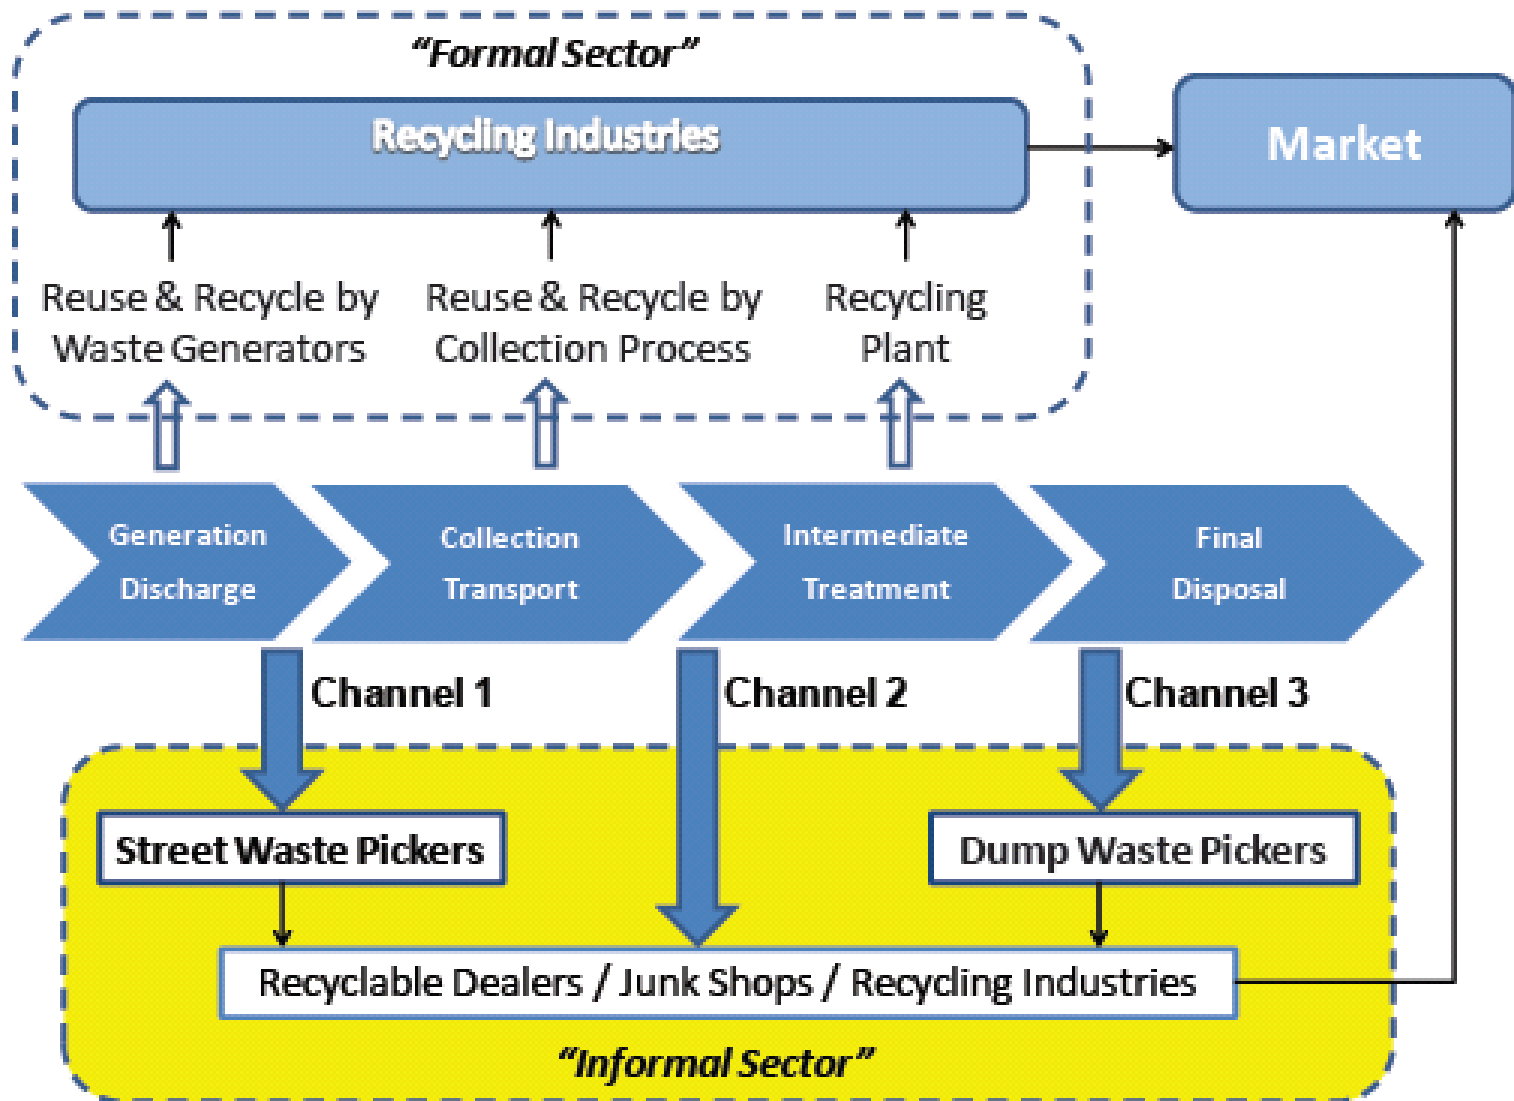 “Formal Sector”
Recycling Industries
Market
Reuse & Recycle by
Waste Generators
Reuse & Recycle by
Collection Process
Recycling
Plant
Generation
Discharge
Collection
Transport
Intermediate
Treatment
Final
Disposal
Channel 1
Channel 2
Channel 3
Street Waste Pickers
Dump Waste Pickers
Recyclable Dealers / Junk Shops / Recycling Industries
“Informal Sector”